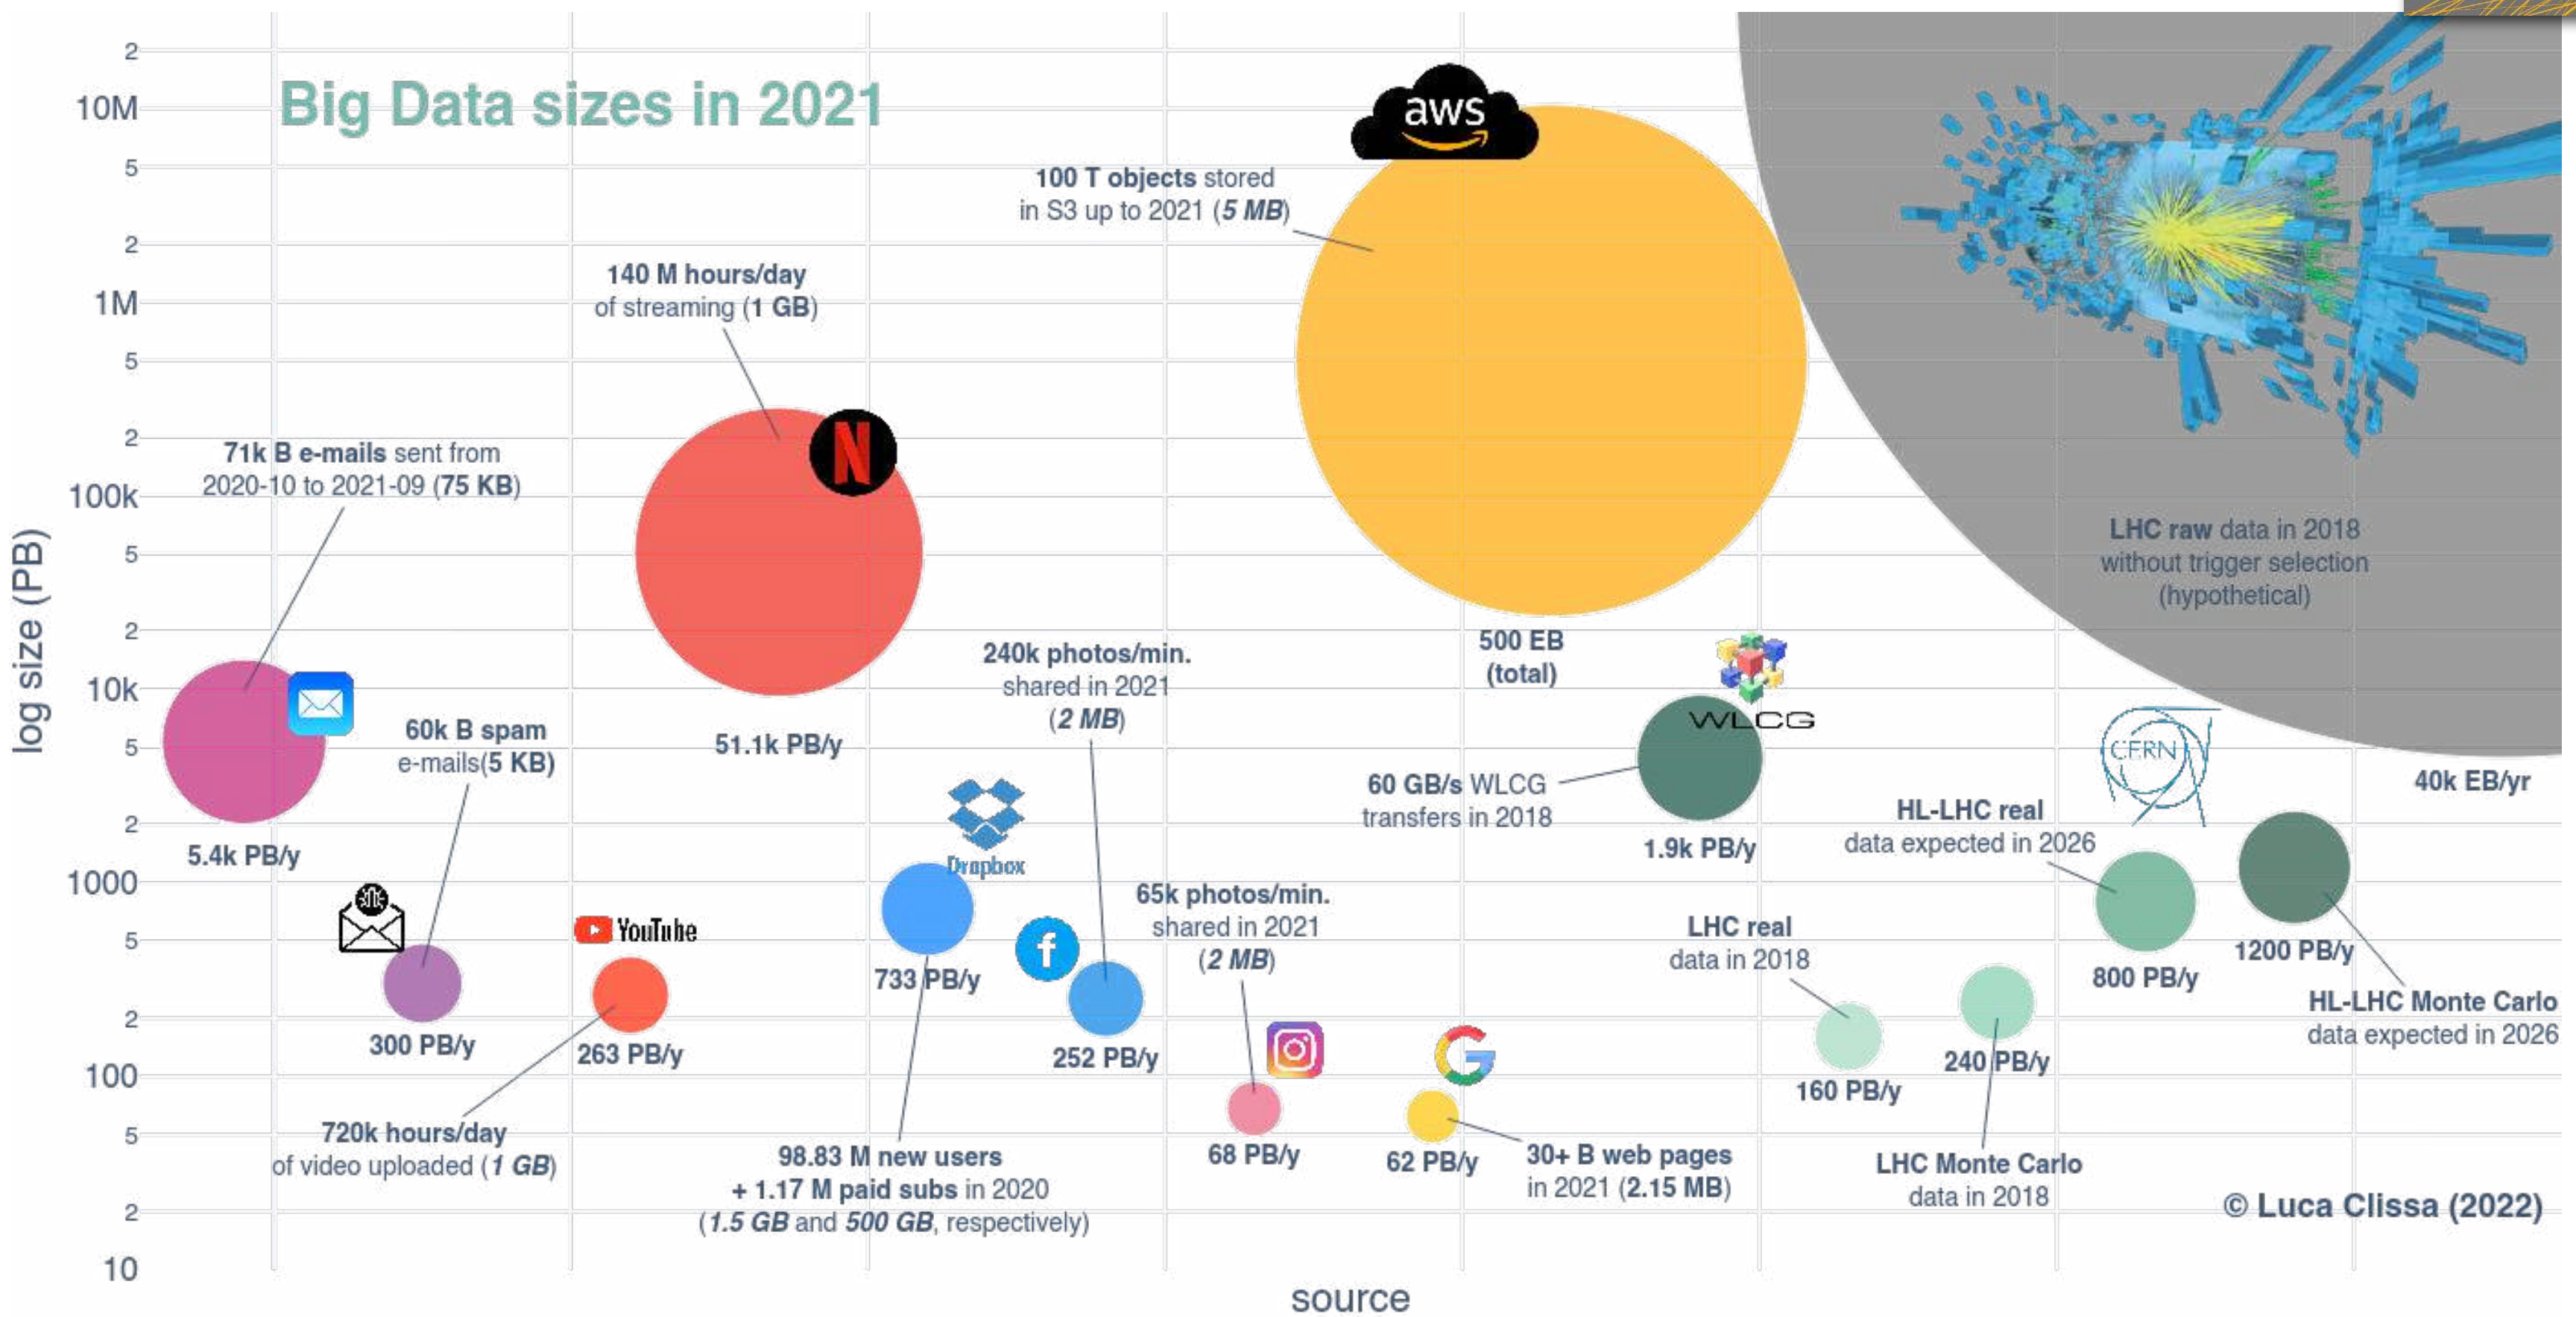 Big Data sizes in 2021
log size (PB)
2
10M
5
2
1M
5
2
100k
5
2
10k
5
2
1000
5
2
100
5
2
10
source
71k B e-mails sent from
2020-10 to 2021-09 (75 KB)
5.4k PB/y
60k B spam
e-mails(5 KB)
300 PB/y
YouTube
263 PB/y
720k hours/day
of video uploaded (1 GB)
140 M hours/day
of streaming (1 GB)
N
51.1k PB/y
Dropbox
733 PB/y
98.83 M new users
+ 1.17 M paid subs in 2020
(1.5 GB and 500 GB, respectively)
240k photos/min.
shared in 2021
(2 MB)
f
252 PB/y
65k photos/min.
shared in 2021
(2 MB)
68 PB/y
G
62 PB/y
30+ B web pages
in 2021 (2.15 MB)
aws
100 T objects stored
in S3 up to 2021 (5 MB)
500 EB
(total)
WLCG
60 GB/s WLCG
transfers in 2018
1.9k PB/y
LHC real
data in 2018
160 PB/y
240 PB/y
LHC Monte Carlo
data in 2018
CERN
HL-LHC real
data expected in 2026
800 PB/y
1200 PB/y
HL-LHC Monte Carlo
data expected in 2026
LHC raw data in 2018
without trigger selection
(hypothetical)
40k EB/yr
© Luca Clissa (2022)